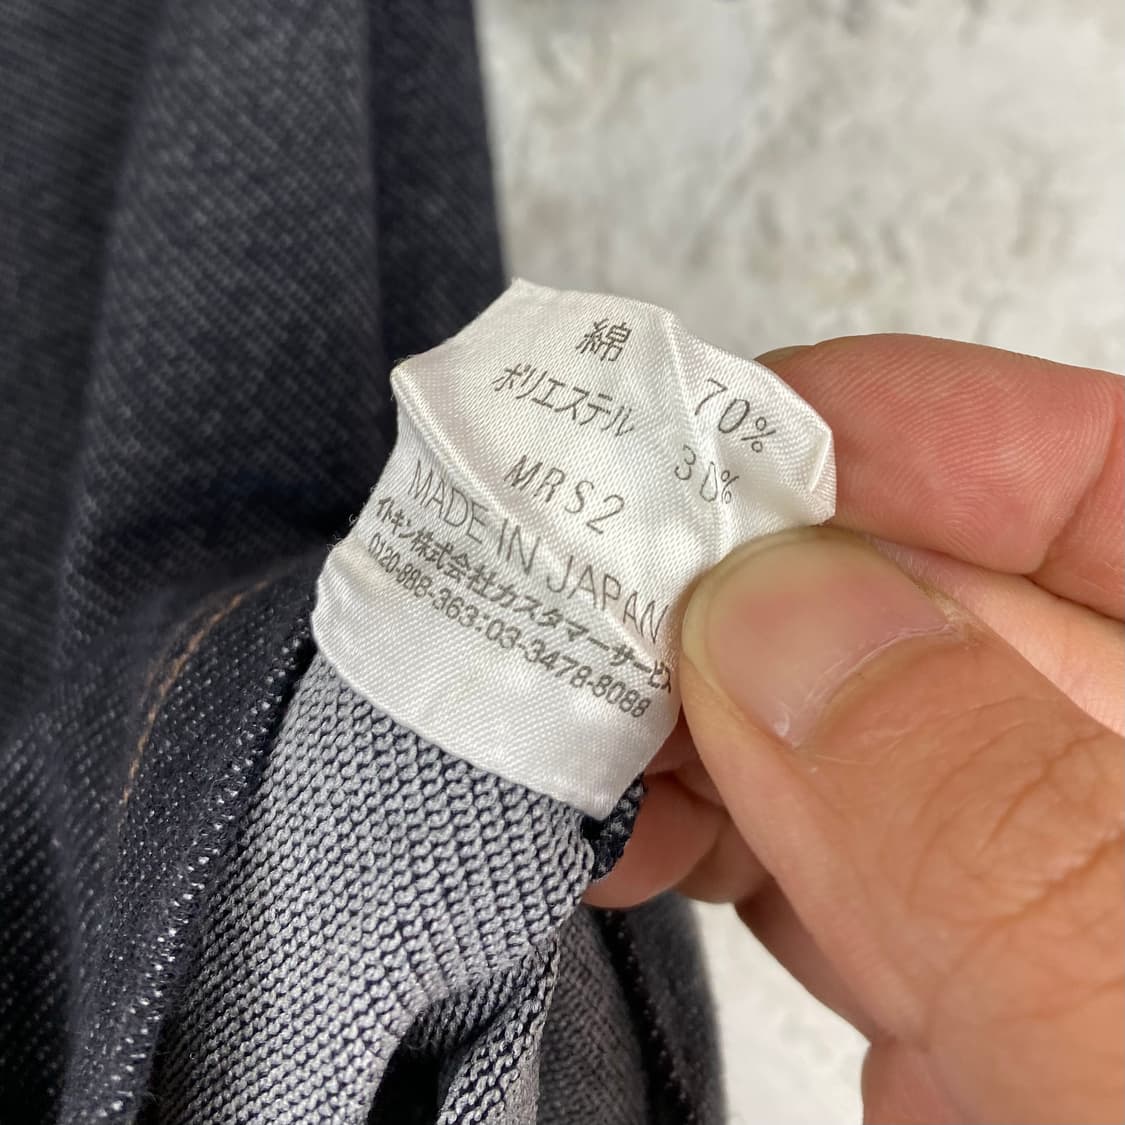 綿 70%
ポリエステル 30%
MRS2
MADE IN JAPAN
イトキン株式会社カスタマーサービス
0120-888-363:03-3478-8088